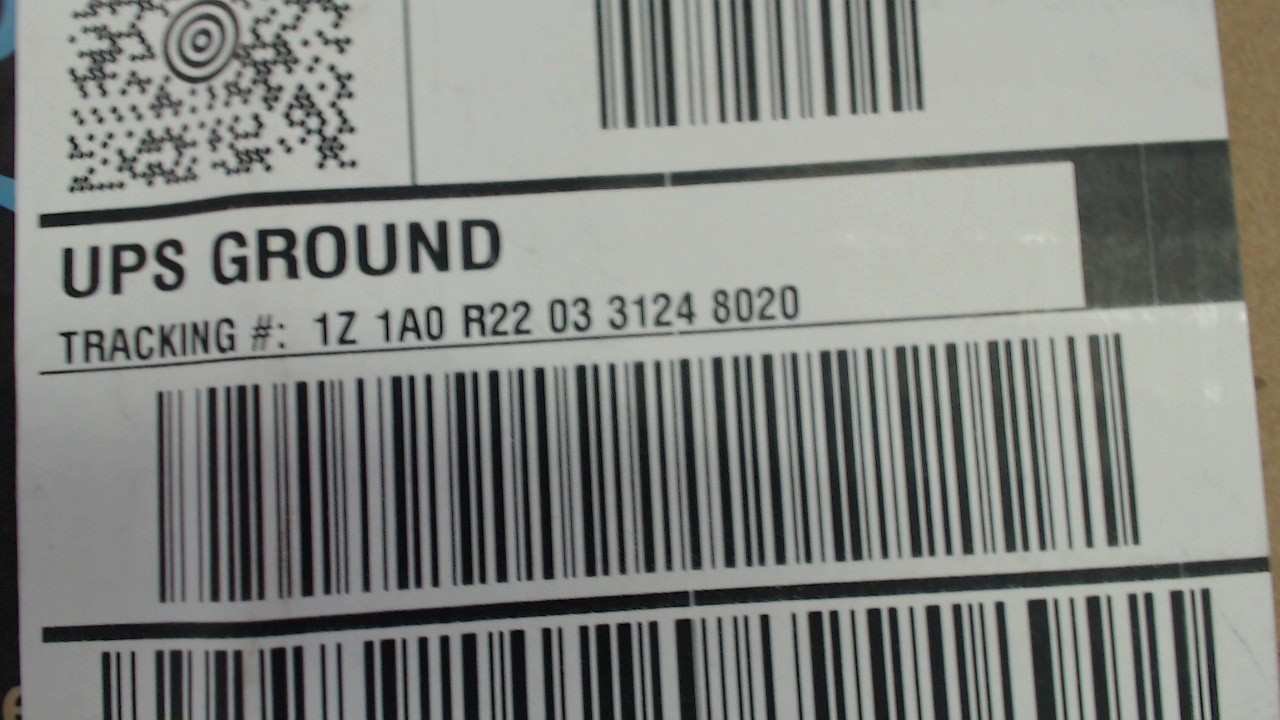 UPS GROUND
TRACKING #: 1Z 1A0 R22 03 3124 8020